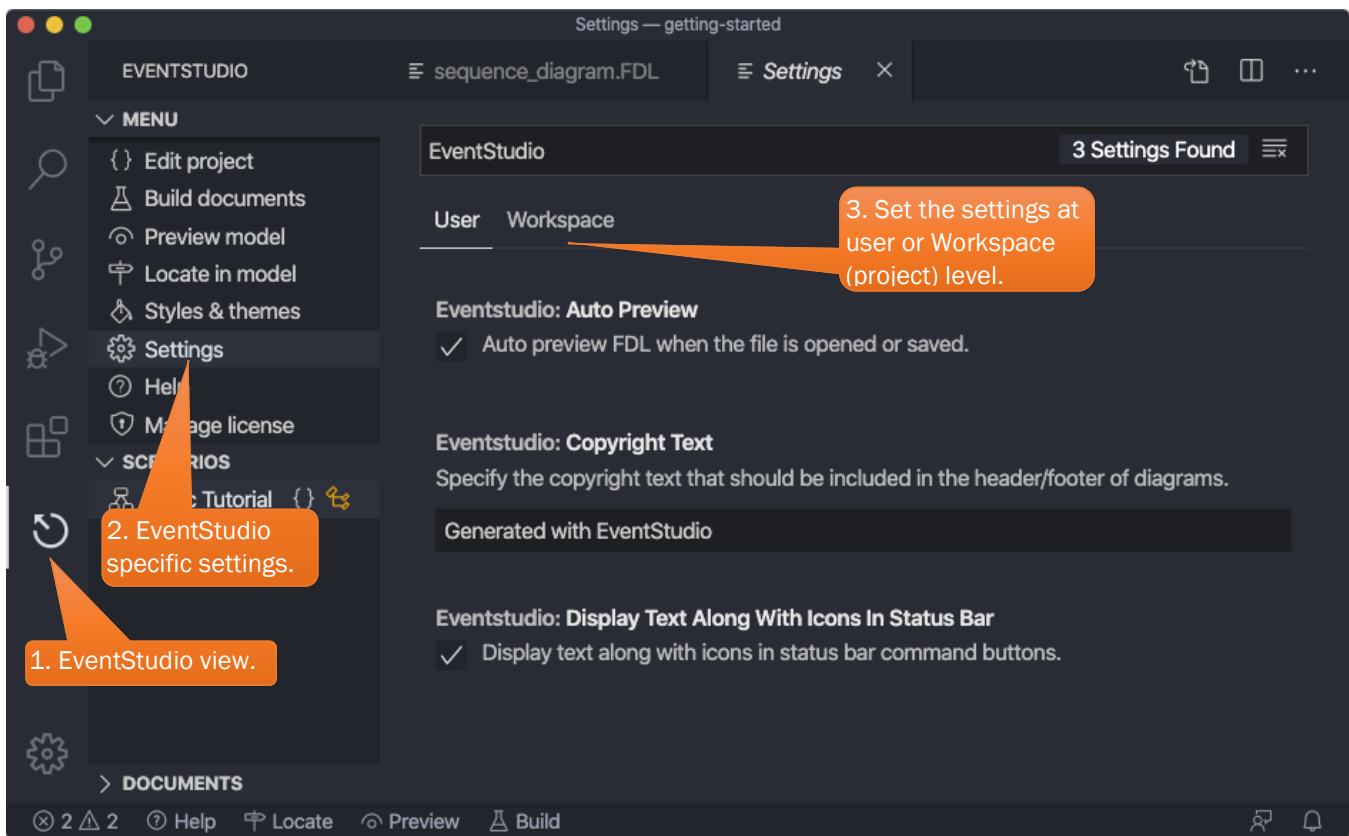 Settings — getting-started
EVENTSTUDIO
sequence_diagram.FDL
Settings
MENU
{} Edit project
Build documents
Preview model
Locate in model
Styles & themes
Settings
Help
Manage license
SCENARIOS
Tutorial {}
DOCUMENTS
EventStudio
3 Settings Found
User Workspace
3. Set the settings at
user or Workspace
(project) level.
Eventstudio: Auto Preview
Auto preview FDL when the file is opened or saved.
Eventstudio: Copyright Text
Specify the copyright text that should be included in the header/footer of diagrams.
Generated with EventStudio
Eventstudio: Display Text Along With Icons In Status Bar
Display text along with icons in status bar command buttons.
2. EventStudio
specific settings.
1. EventStudio view.
2 2 Help Locate Preview Build